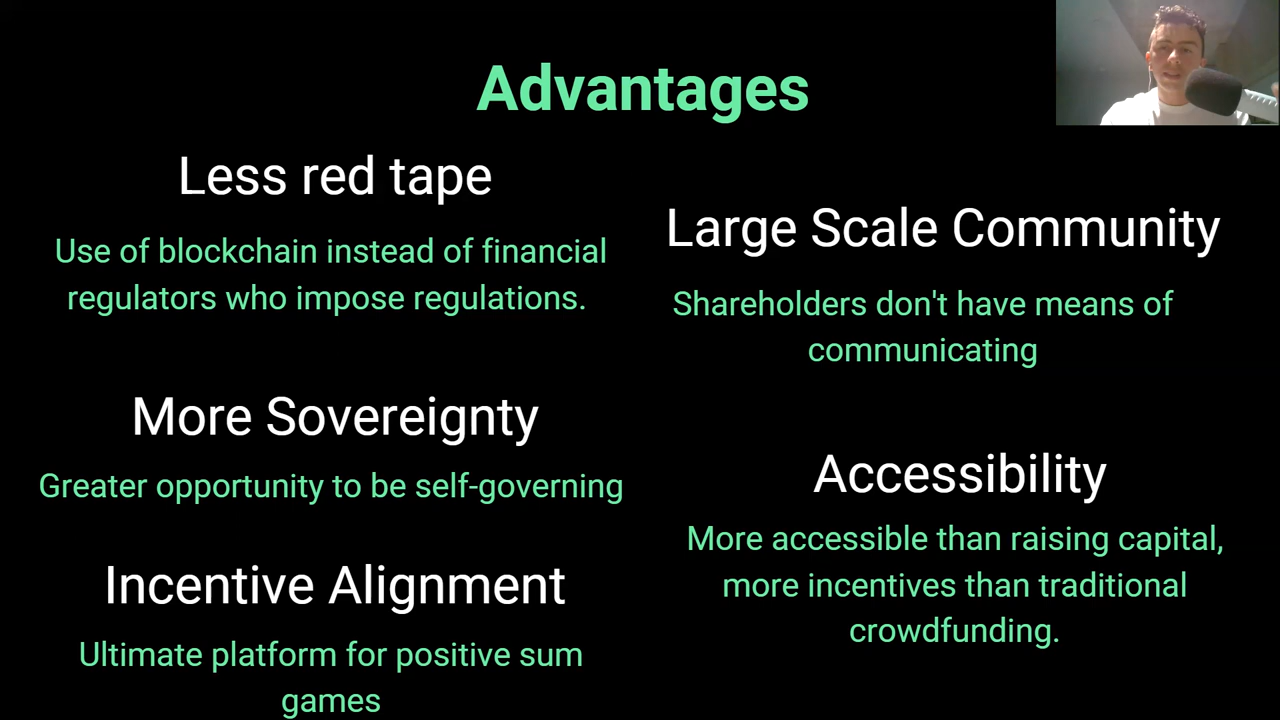 Advantages
Less red tape
Use of blockchain instead of financial
regulators who impose regulations.
More Sovereignty
Greater opportunity to be self-governing
Incentive Alignment
Ultimate platform for positive sum
games
Large Scale Community
Shareholders don't have means of
communicating
Accessibility
More accessible than raising capital,
more incentives than traditional
crowdfunding.